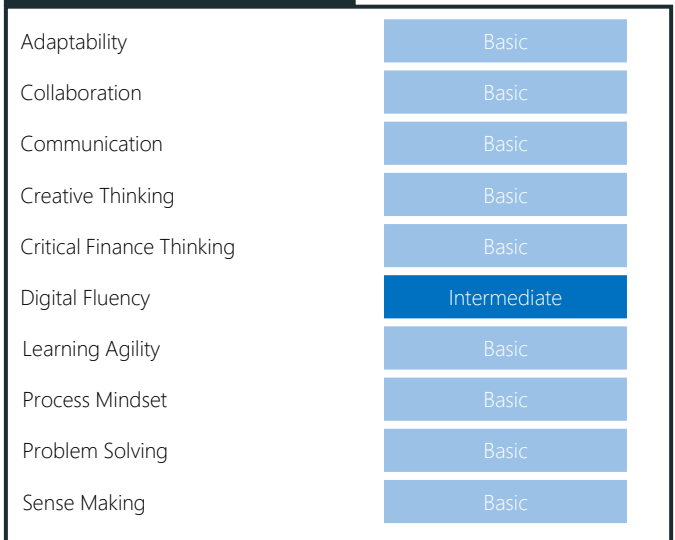 Adaptability Basic
Collaboration Basic
Communication Basic
Creative Thinking Basic
Critical Finance Thinking Basic
Digital Fluency Intermediate
Learning Agility Basic
Process Mindset Basic
Problem Solving Basic
Sense Making Basic